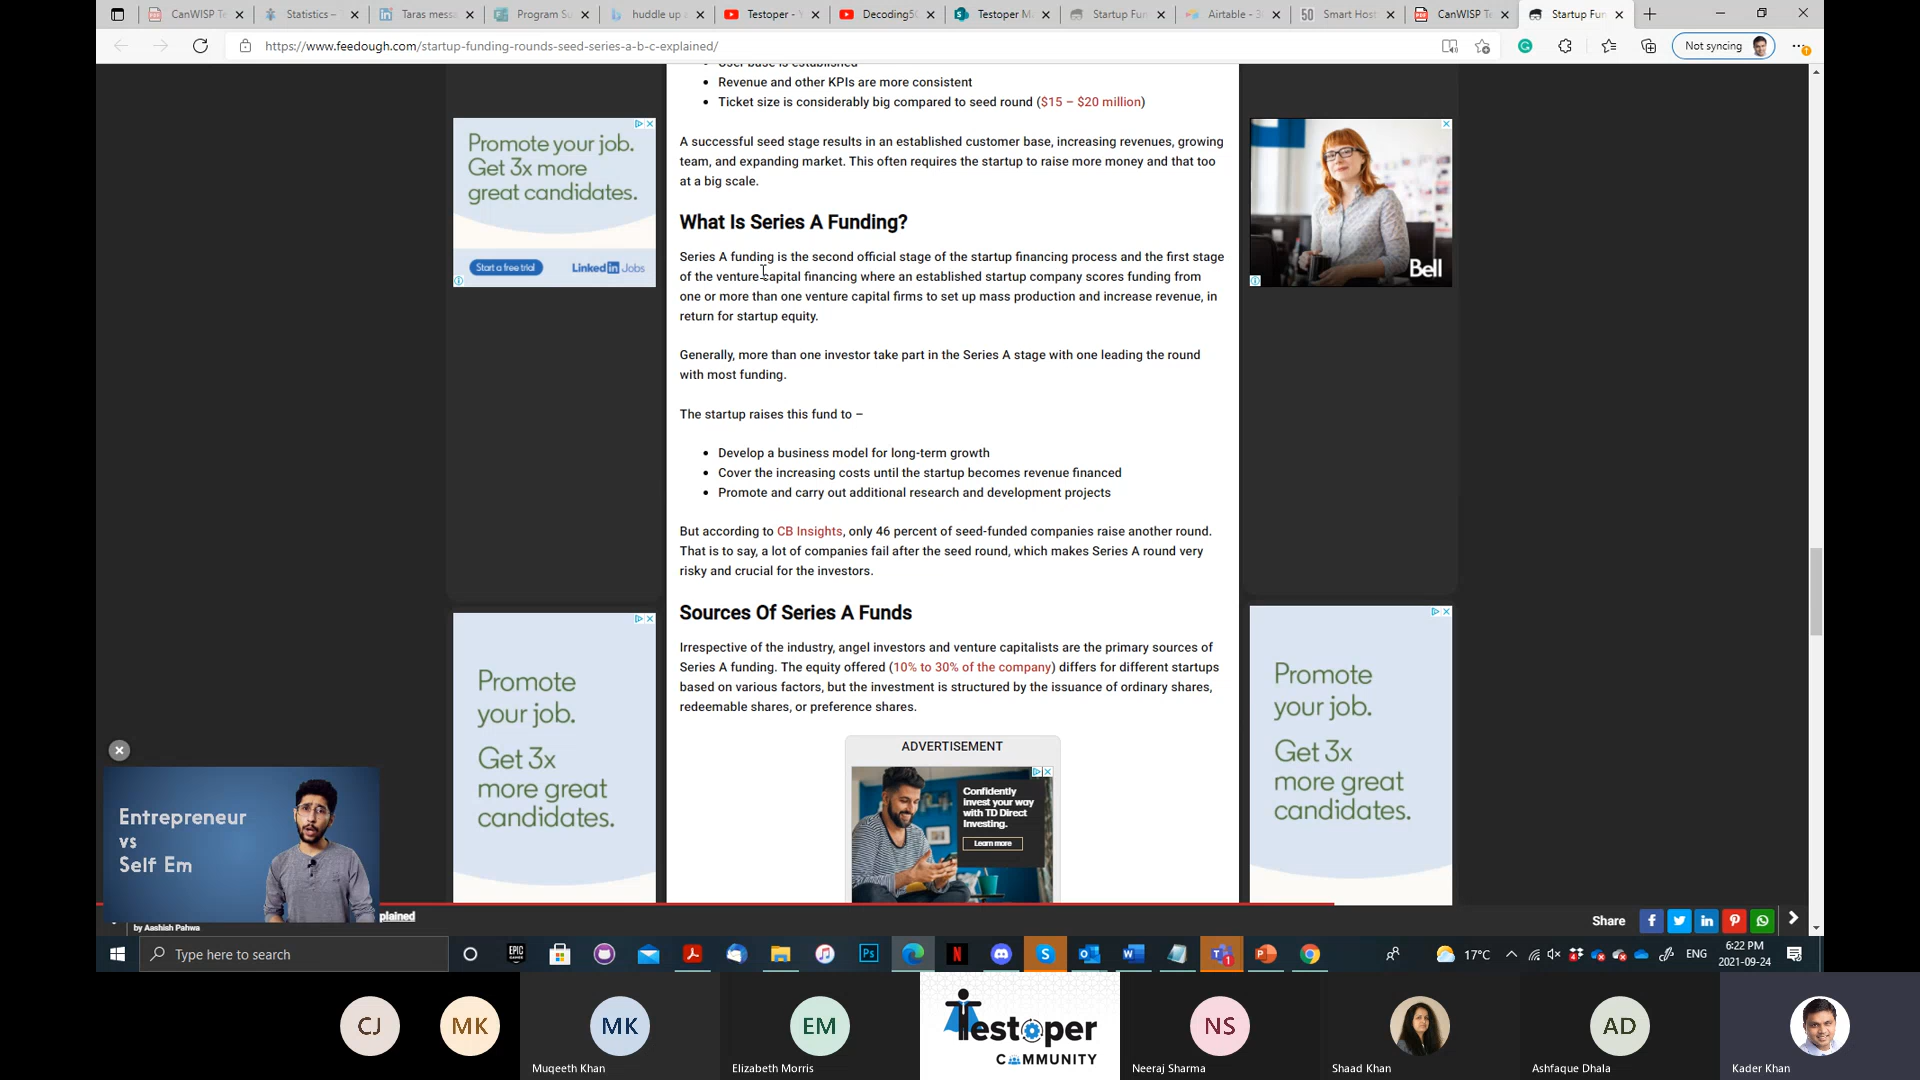 CanWISP Te
Statistics –
Taras mess
Program Su
huddle up
Testoper - Y
Decoding5
Testoper M
Startup Fun
Airtable - 3
Smart Host
CanWISP Te
Startup Fun
https://www.feedough.com/startup-funding-rounds-seed-series-a-b-c-explained/
Not syncing
User base is established
Revenue and other KPIs are more consistent
Ticket size is considerably big compared to seed round ($15 – $20 million)
A successful seed stage results in an established customer base, increasing revenues, growing
team, and expanding market. This often requires the startup to raise more money and that too
at a big scale.
What Is Series A Funding?
Series A funding is the second official stage of the startup financing process and the first stage
of the venture capital financing where an established startup company scores funding from
one or more than one venture capital firms to set up mass production and increase revenue, in
return for startup equity.
Generally, more than one investor take part in the Series A stage with one leading the round
with most funding.
The startup raises this fund to –
Develop a business model for long-term growth
Cover the increasing costs until the startup becomes revenue financed
Promote and carry out additional research and development projects
But according to CB Insights, only 46 percent of seed-funded companies raise another round.
That is to say, a lot of companies fail after the seed round, which makes Series A round very
risky and crucial for the investors.
Sources Of Series A Funds
Irrespective of the industry, angel investors and venture capitalists are the primary sources of
Series A funding. The equity offered (10% to 30% of the company) differs for different startups
based on various factors, but the investment is structured by the issuance of ordinary shares,
redeemable shares, or preference shares.
ADVERTISEMENT
Confidently
invest your way
with TD Direct
Investing.
Learn more
Promote your job.
Get 3x more
great candidates.
Start a free trial
LinkedIn Jobs
Bell
Promote
your job.
Get 3x
more great
candidates.
Promote
your job.
Get 3x
more great
candidates.
Entrepreneur
vs
Self Em
plained
by Aashish Pahwa
Share
Type here to search
EPIC GAMES
Ps
N
17°C
ENG
6:22 PM
2021-09-24
CJ
MK
MK
Muqeeth Khan
EM
Elizabeth Morris
Testoper
COMMUNITY
NS
Neeraj Sharma
Shaad Khan
AD
Ashfaque Dhala
Kader Khan